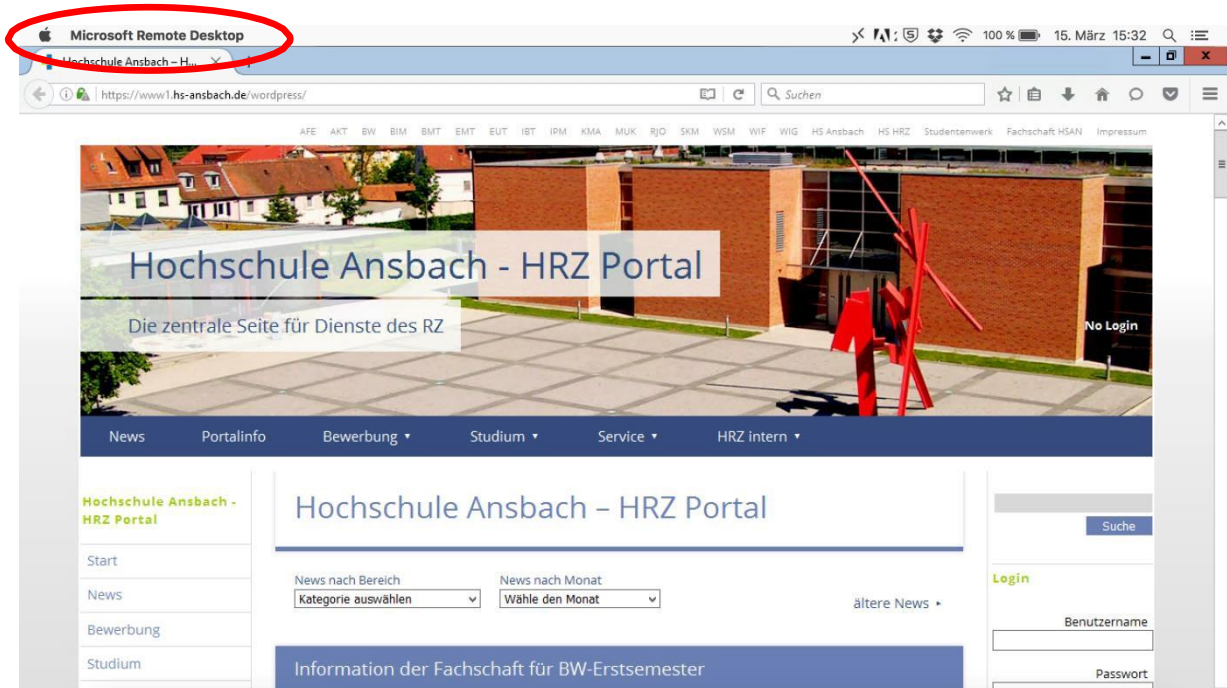 Microsoft Remote Desktop
100 % 15. März 15:32
Hochschule Ansbach – H...
https://www1.hs-ansbach.de/wordpress/
Suchen
AFE AKT BW BIM BMT EMT EUT IBT IPM KMA MUK RJO SKM WSM WIF WIG HS Ansbach HS HRZ Studentenwerk Fachschaft HSAN Impressum
Hochschule Ansbach - HRZ Portal
Die zentrale Seite für Dienste des RZ
No Login
News Portalinfo Bewerbung Studium Service HRZ intern
Hochschule Ansbach -
HRZ Portal
Start
News
Bewerbung
Studium
Hochschule Ansbach – HRZ Portal
News nach Bereich
Kategorie auswählen
News nach Monat
Wähle den Monat
ältere News
Information der Fachschaft für BW-Erstsemester
Suche
Login
Benutzername
Passwort